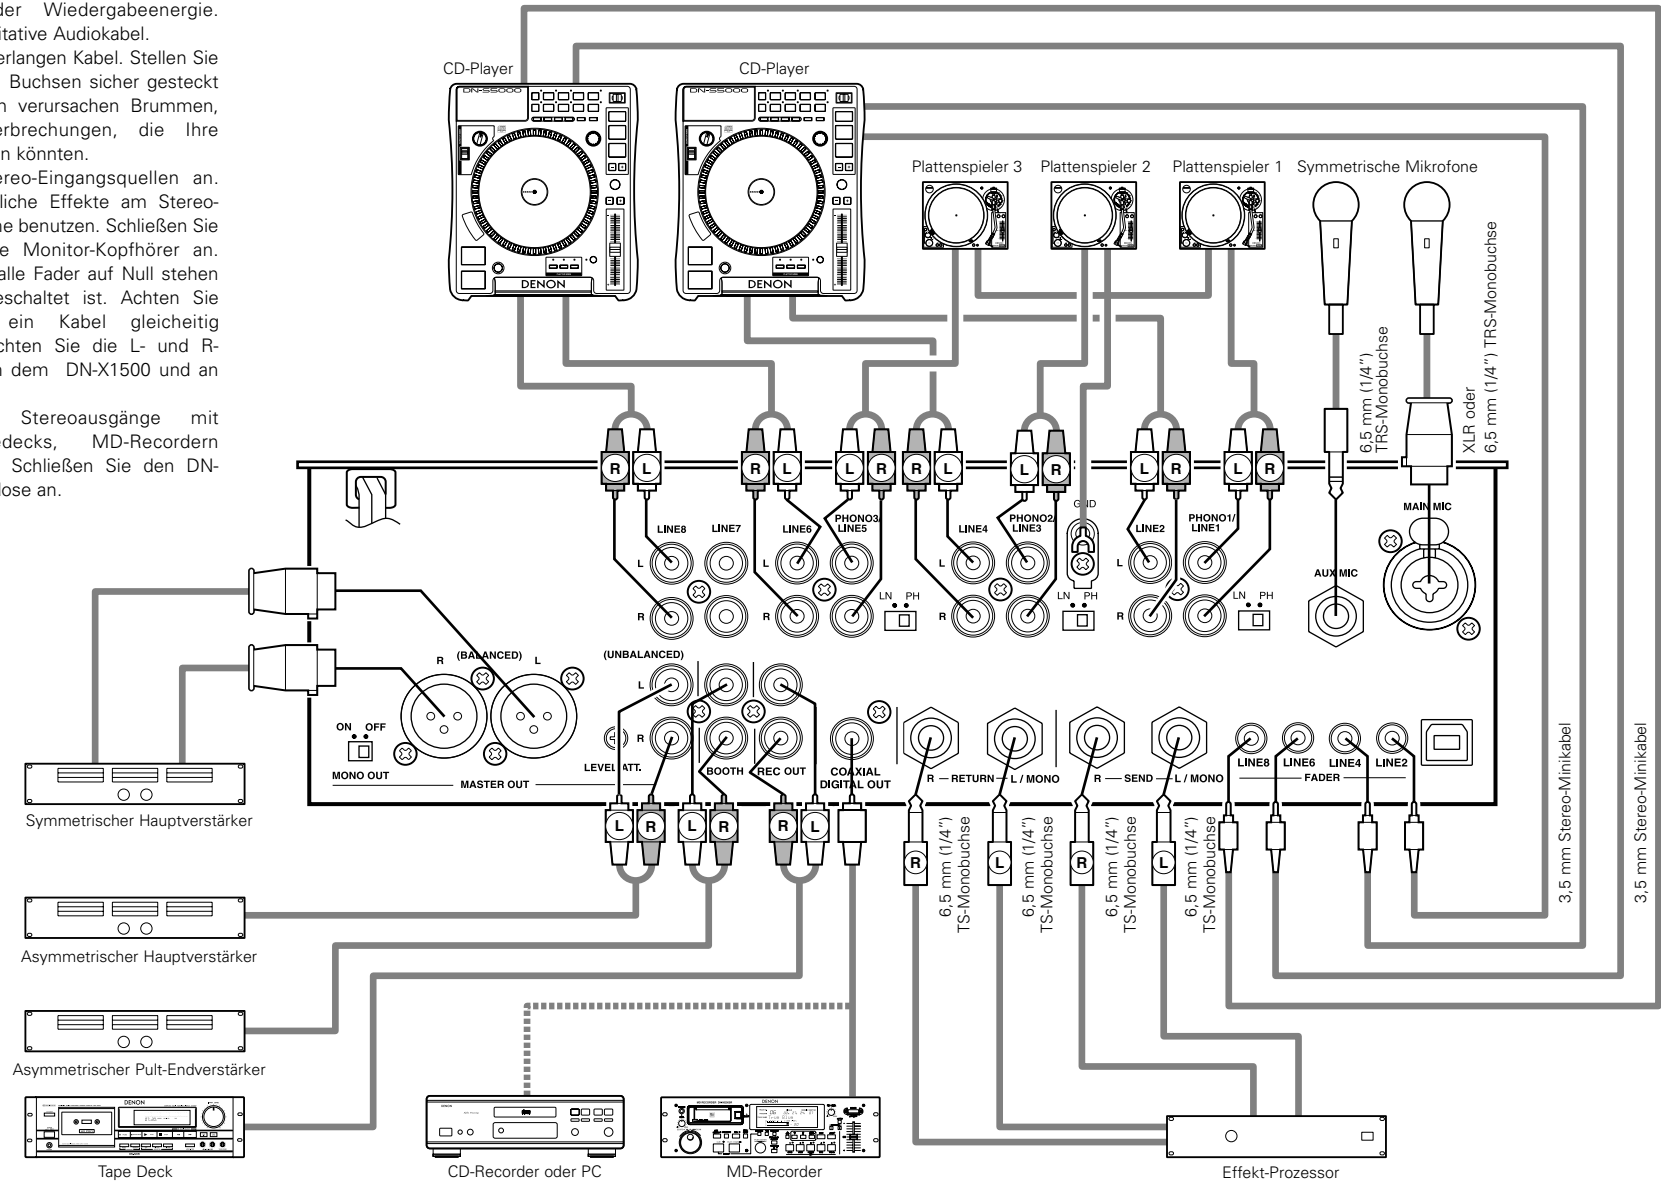 der Wiedergabeenergie.
itative Audiokabel.
erlangen Kabel. Stellen Sie
Buchsen sicher gesteckt
n verursachen Brummen,
erbrechungen, die Ihre
n könnten.
ereo-Eingangsquellen an.
liche Effekte am Stereo-
ne benutzen. Schließen Sie
e Monitor-Kopfhörer an.
alle Fader auf Null stehen
eschaltet ist. Achten Sie
ein Kabel gleicheitig
chten Sie die L- und R-
n dem DN-X1500 und an
Stereoausgänge mit
edecks, MD-Recordern
Schließen Sie den DN-
lose an.
CD-Player
CD-Player
DN-S5000
DN-S5000
DENON
DENON
Plattenspieler 3
Plattenspieler 2
Plattenspieler 1
Symmetrische Mikrofone
6,5 mm (1/4”)
TRS-Monobuchse
XLR oder
6,5 mm (1/4”) TRS-Monobuchse
R L
R L
L R
R L
L R
L R
L R
LINE8
LINE7
LINE6
PHONO3/
LINE5
LINE4
PHONO2/
LINE3
GND
LINE2
PHONO1/
LINE1
AUX MIC
MAIN MIC
L
L
L
L
R
R
R
R
LN PH
LN PH
LN PH
R (BALANCED) L
(UNBALANCED)
L
R
ON OFF
MONO OUT
MASTER OUT
LEVEL ATT.
BOOTH
REC OUT
COAXIAL
DIGITAL OUT
R — RETURN — L / MONO
R — SEND — L / MONO
LINE8
LINE6
LINE4
LINE2
FADER
L R
L R
R L
R
L
R
L
6,5 mm (1/4”)
TS-Monobuchse
6,5 mm (1/4”)
TS-Monobuchse
6,5 mm (1/4”)
TS-Monobuchse
6,5 mm (1/4”)
TS-Monobuchse
3,5 mm Stereo-Minikabel
3,5 mm Stereo-Minikabel
Symmetrischer Hauptverstärker
Asymmetrischer Hauptverstärker
Asymmetrischer Pult-Endverstärker
DENON
Tape Deck
DENON
CD-Recorder oder PC
DENON
MD-Recorder
Effekt-Prozessor